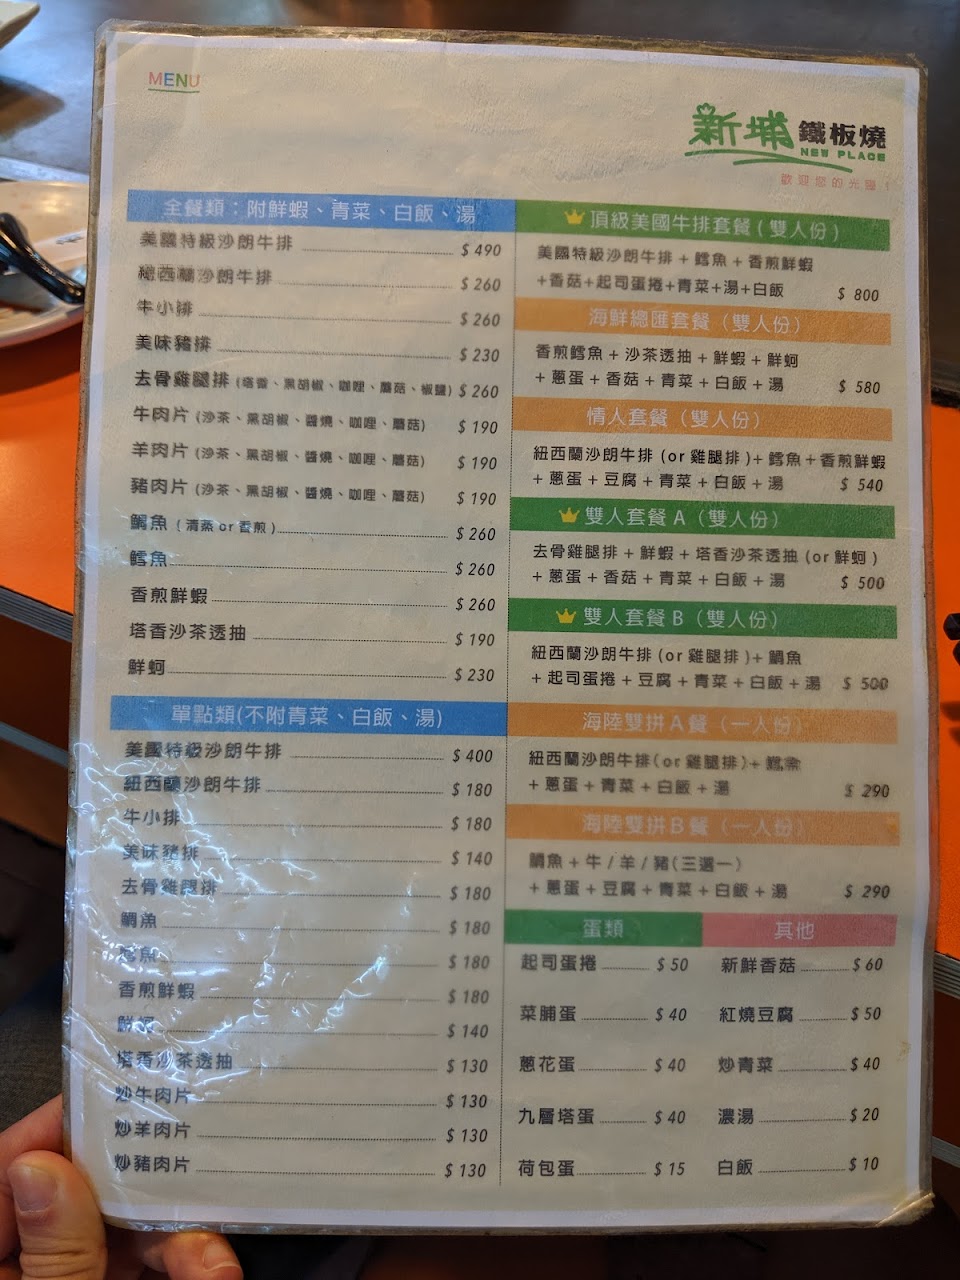 MENU
新埔 鐵板燒
NEW PLACE
歡迎您的光臨！
全餐類：附鮮蝦、青菜、白飯、湯
美國特級沙朗牛排 $490
紐西蘭沙朗牛排 $260
牛小排 $260
美味豬排 $230
去骨雞腿排 (塔香、黑胡椒、咖哩、蘑菇、椒鹽) $260
牛肉片 (沙茶、黑胡椒、醬燒、咖哩、蘑菇) $190
羊肉片 (沙茶、黑胡椒、醬燒、咖哩、蘑菇) $190
豬肉片 (沙茶、黑胡椒、醬燒、咖哩、蘑菇) $190
鯛魚 (清蒸 or 香煎) $260
鱈魚 $260
香煎鮮蝦 $260
塔香沙茶透抽 $190
鮮蚵 $230
單點類(不附青菜、白飯、湯)
美國特級沙朗牛排 $400
紐西蘭沙朗牛排 $180
牛小排 $180
美味豬排 $140
去骨雞腿排 $180
鯛魚 $180
鱈魚 $180
香煎鮮蝦 $180
鮮蚵 $140
塔香沙茶透抽 $130
炒牛肉片 $130
炒羊肉片 $130
炒豬肉片 $130
頂級美國牛排套餐 (雙人份)
美國特級沙朗牛排 + 鱈魚 + 香煎鮮蝦
+香菇+起司蛋捲+青菜+湯+白飯 $ 800
海鮮總匯套餐（雙人份）
香煎鱈魚 + 沙茶透抽 + 鮮蝦 + 鮮蚵
+ 蔥蛋 + 香菇 + 青菜 + 白飯 + 湯 $ 580
情人套餐（雙人份）
紐西蘭沙朗牛排 (or 雞腿排 )+ 鱈魚 + 香煎鮮蝦
+ 蔥蛋 + 豆腐 + 青菜 + 白飯 + 湯 $ 540
雙人套餐 A（雙人份）
去骨雞腿排 + 鮮蝦 + 塔香沙茶透抽 (or 鮮蚵 )
+ 蔥蛋 + 香菇 + 青菜 + 白飯 + 湯 $ 500
雙人套餐 B（雙人份）
紐西蘭沙朗牛排 (or 雞腿排 )+ 鯛魚
+ 起司蛋捲 + 豆腐 + 青菜 + 白飯 + 湯 $ 500
海陸雙拼 A 餐（一人份）
紐西蘭沙朗牛排(or 雞腿排)+ 鱈魚
+ 蔥蛋 + 青菜 + 白飯 + 湯 $ 290
海陸雙拼 B 餐（一人份）
鯛魚 + 牛 / 羊 / 豬(三選一)
+ 蔥蛋 + 豆腐 + 青菜 + 白飯 + 湯 $ 290
蛋類
起司蛋捲 $50
菜脯蛋 $40
蔥花蛋 $40
九層塔蛋 $40
荷包蛋 $15
其他
新鮮香菇 $60
紅燒豆腐 $50
炒青菜 $40
濃湯 $20
白飯 $10